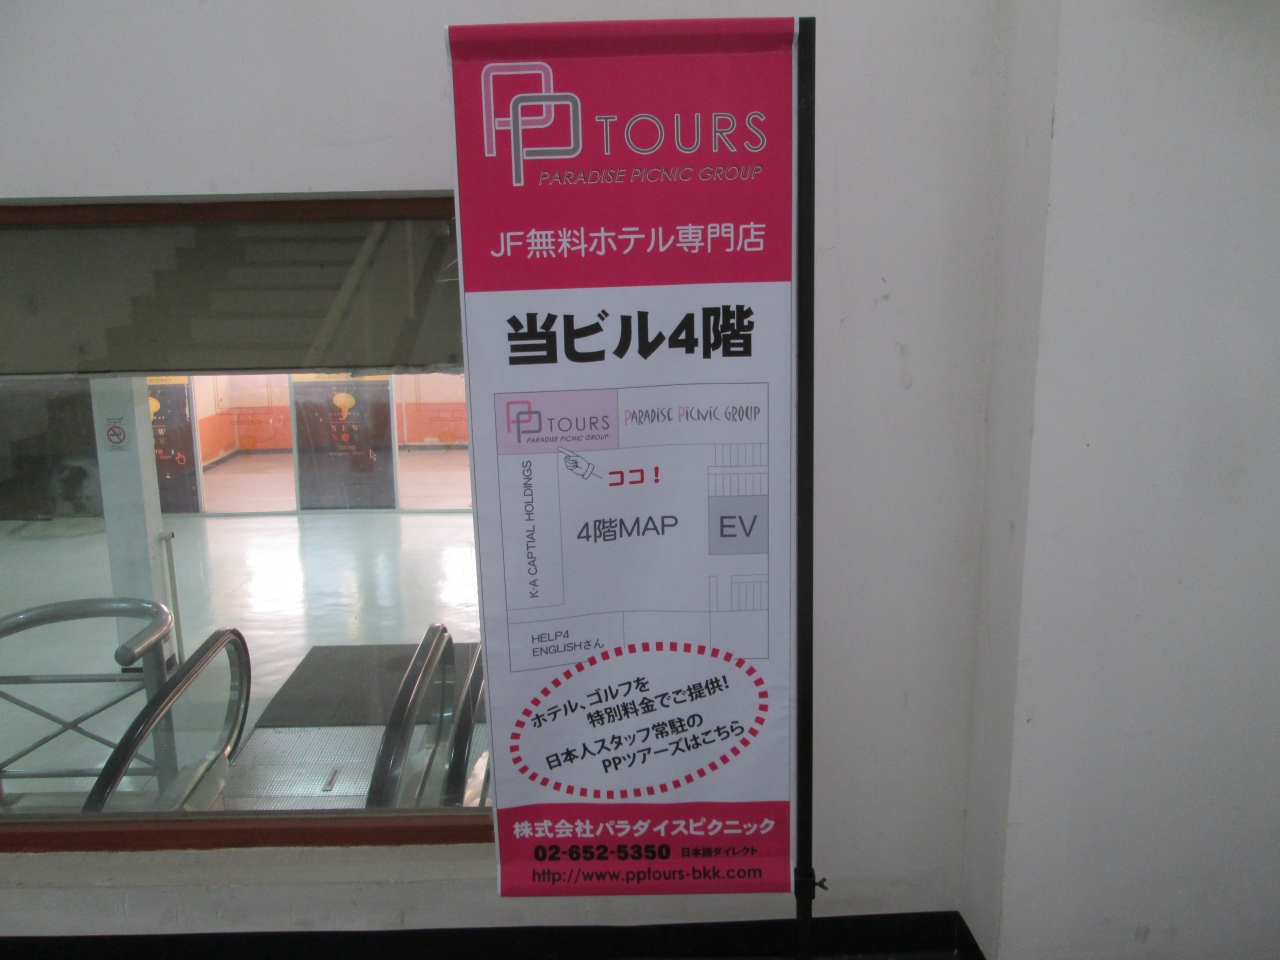 PP TOURS
PARADISE PICNIC GROUP
JF無料ホテル専門店
当ビル4階
PP TOURS
PARADISE PICNIC GROUP
PARADISE PICNIC GROUP
ココ!
K-A CAPTIAL HOLDINGS
4階MAP
EV
HELP4
ENGLISHさん
ホテル、ゴルフを
特別料金でご提供!
日本人スタッフ常駐の
PPツアーズはこちら
株式会社パラダイスピクニック
02-652-5350 日本語ダイレクト
http://www.pptours-bkk.com